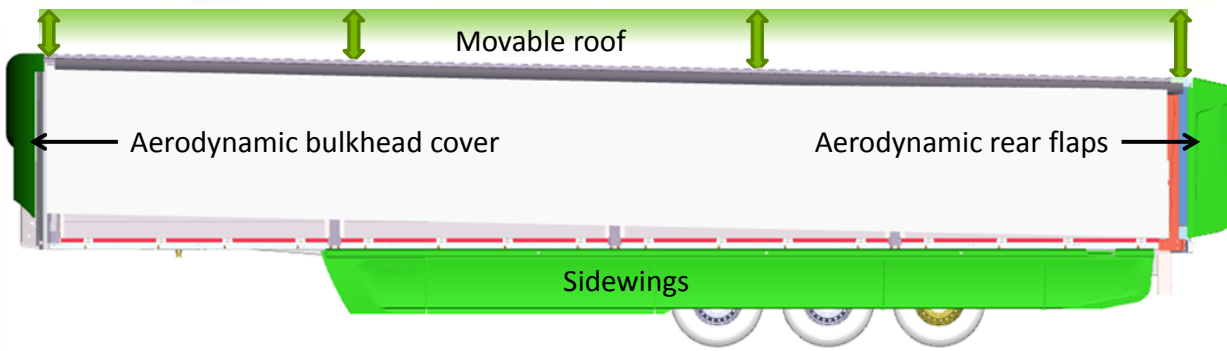 Movable roof
Aerodynamic bulkhead cover
Aerodynamic rear flaps
Sidewings